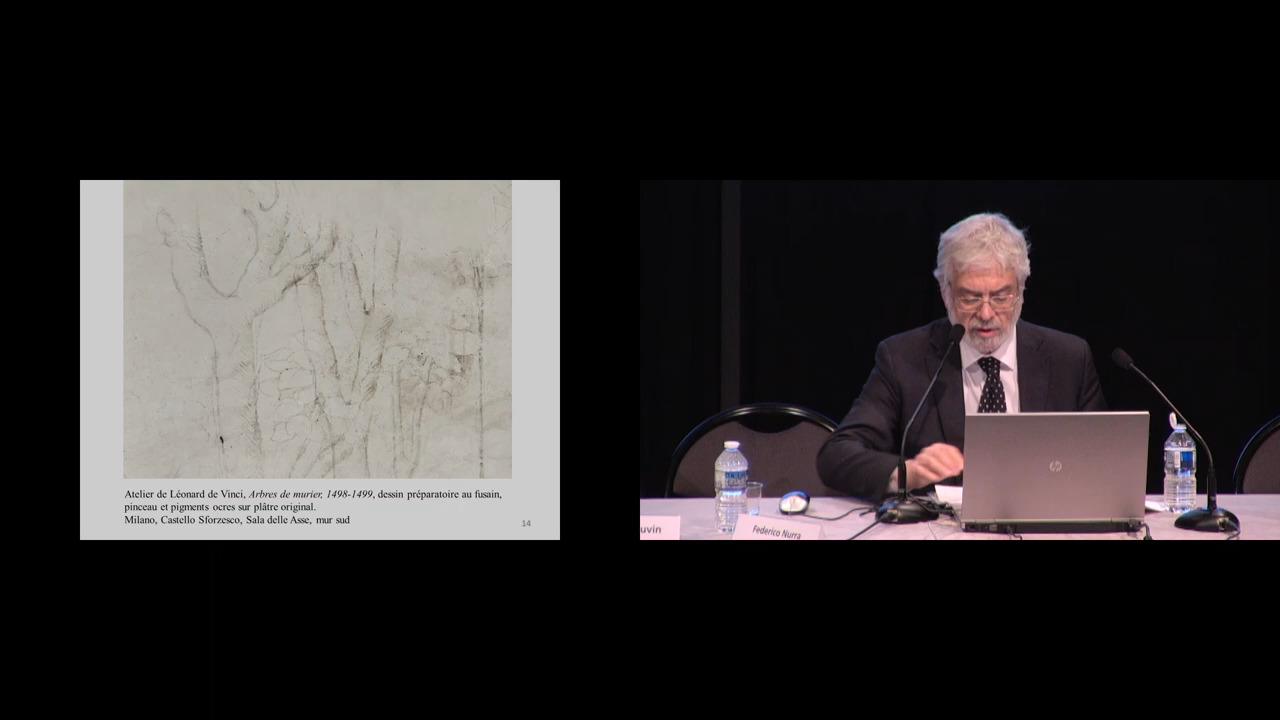 Atelier de Léonard de Vinci, Arbres de murier, 1498-1499, dessin préparatoire au fusain,
pinceau et pigments ocres sur plâtre original.
Milano, Castello Sforzesco, Sala delle Asse, mur sud
14
hp
uvin
Federico Nurra